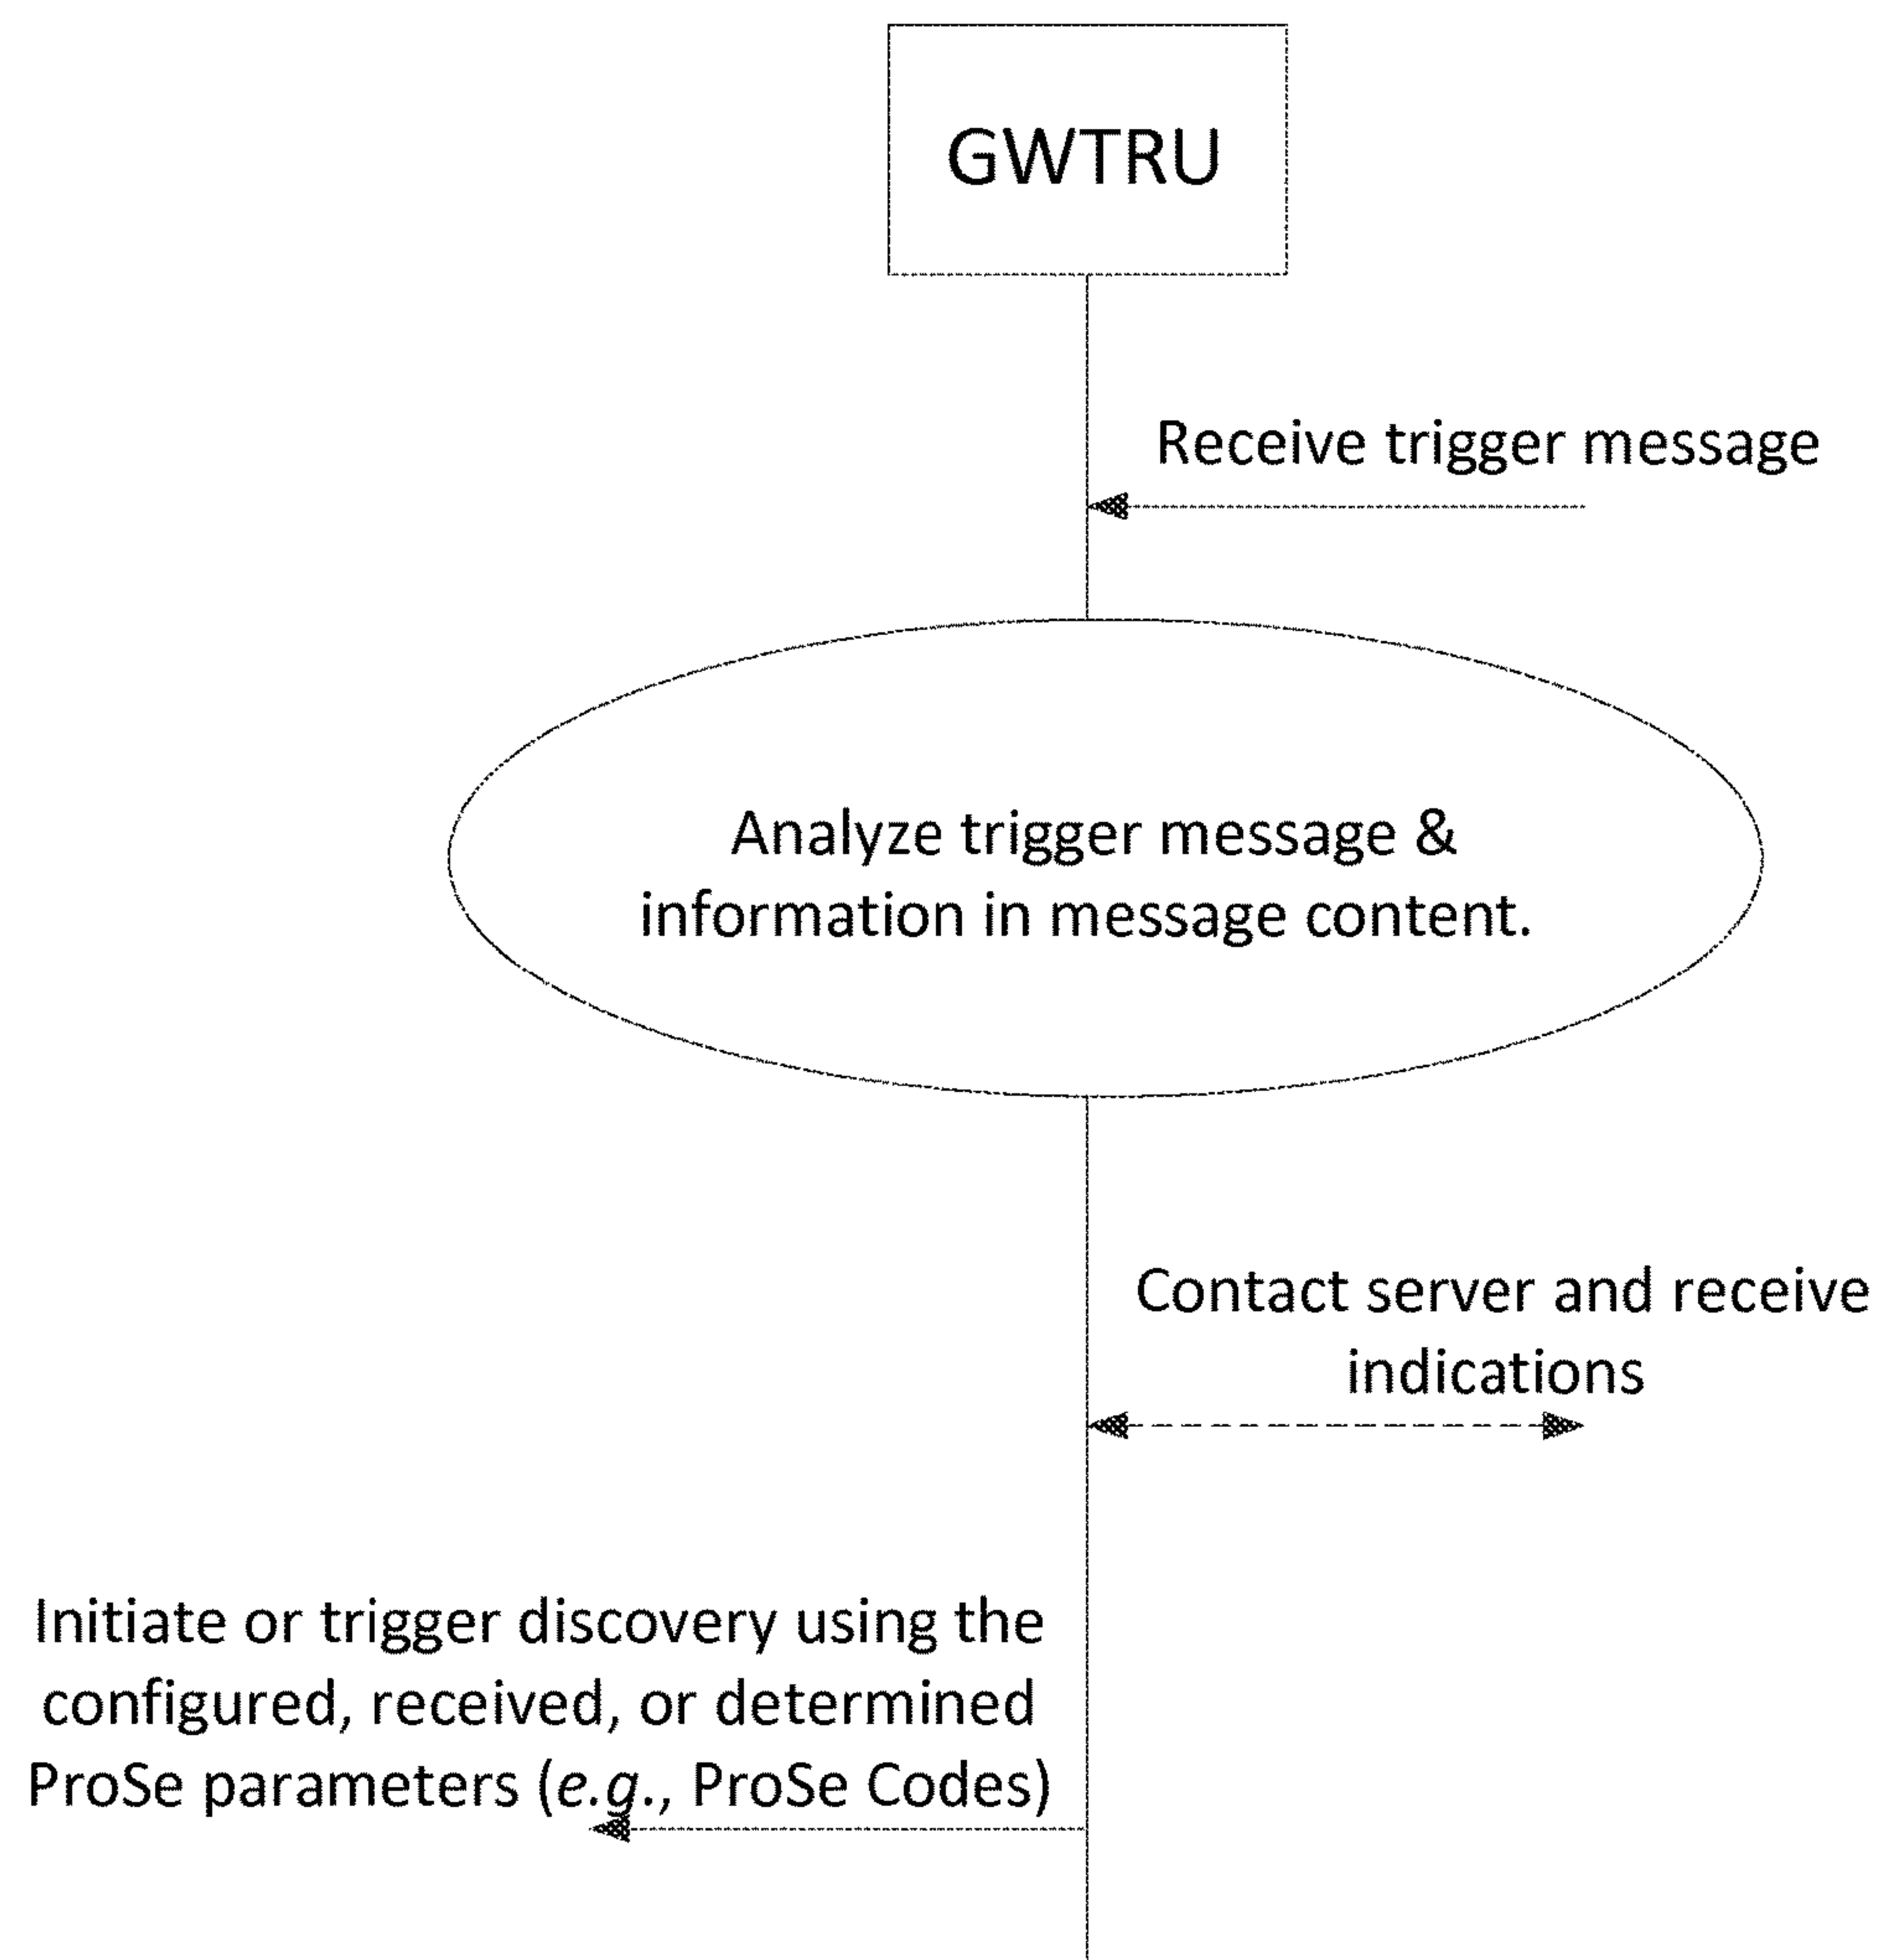 GWTRU
Receive trigger message
Analyze trigger message &
information in message content.
Contact server and receive
indications
Initiate or trigger discovery using the
configured, received, or determined
ProSe parameters (e.g., ProSe Codes)